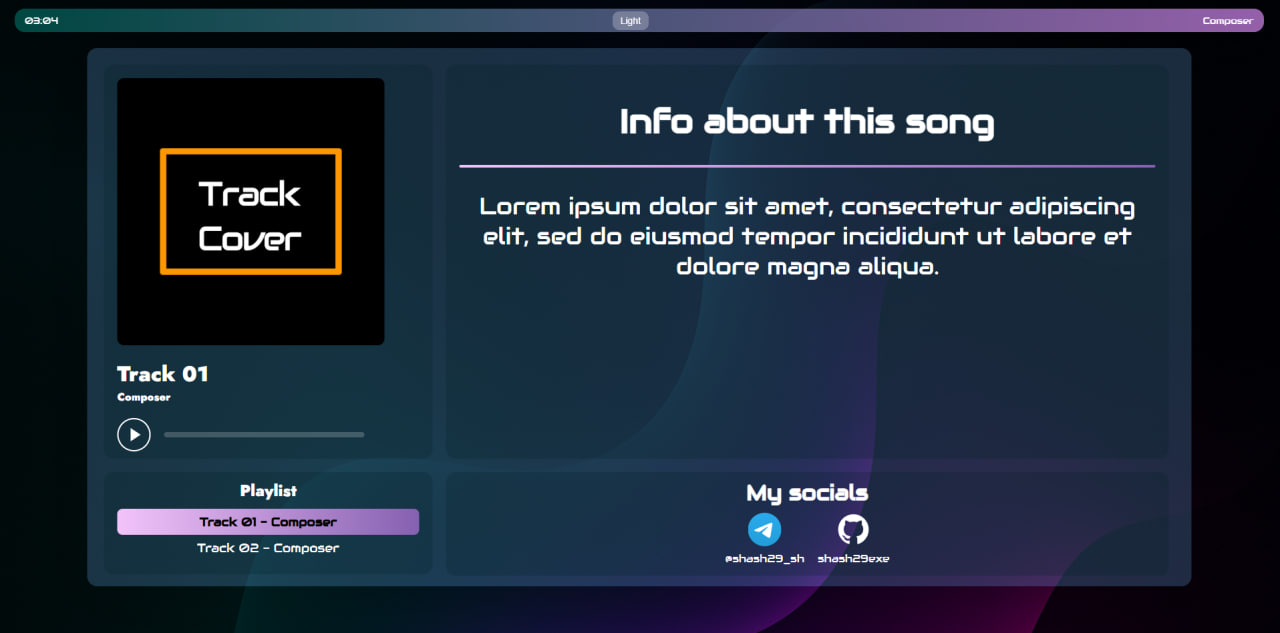 03:04
Light
Composer
Track
Cover
Track 01
Composer
Info about this song
Lorem ipsum dolor sit amet, consectetur adipiscing
elit, sed do eiusmod tempor incididunt ut labore et
dolore magna aliqua.
Playlist
Track 01 - Composer
Track 02 - Composer
My socials
@shash29_sh
shash29exe